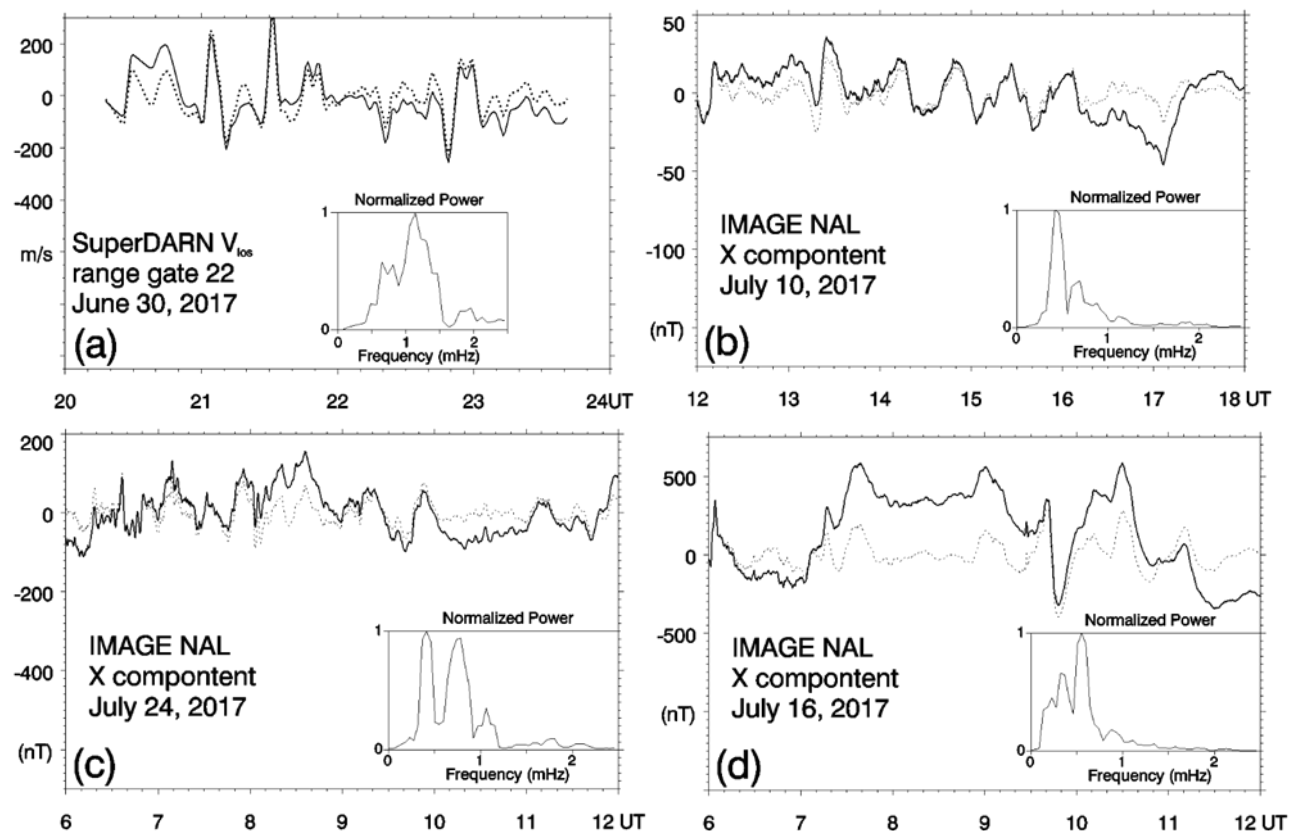 200
0
-200
-400
m/s
SuperDARN Vlos
range gate 22
June 30, 2017
(a)
Normalized Power
1
0
0 1 2
Frequency (mHz)
20 21 22 23 24 UT
50
0
-50
-100
(nT)
IMAGE NAL
X compontent
July 10, 2017
(b)
Normalized Power
1
0
0 1 2
Frequency (mHz)
12 13 14 15 16 17 18 UT
200
0
-200
-400
(nT)
IMAGE NAL
X compontent
July 24, 2017
(c)
Normalized Power
1
0
0 1 2
Frequency (mHz)
6 7 8 9 10 11 12 UT
500
0
-500
(nT)
IMAGE NAL
X compontent
July 16, 2017
(d)
Normalized Power
1
0
0 1 2
Frequency (mHz)
6 7 8 9 10 11 12 UT